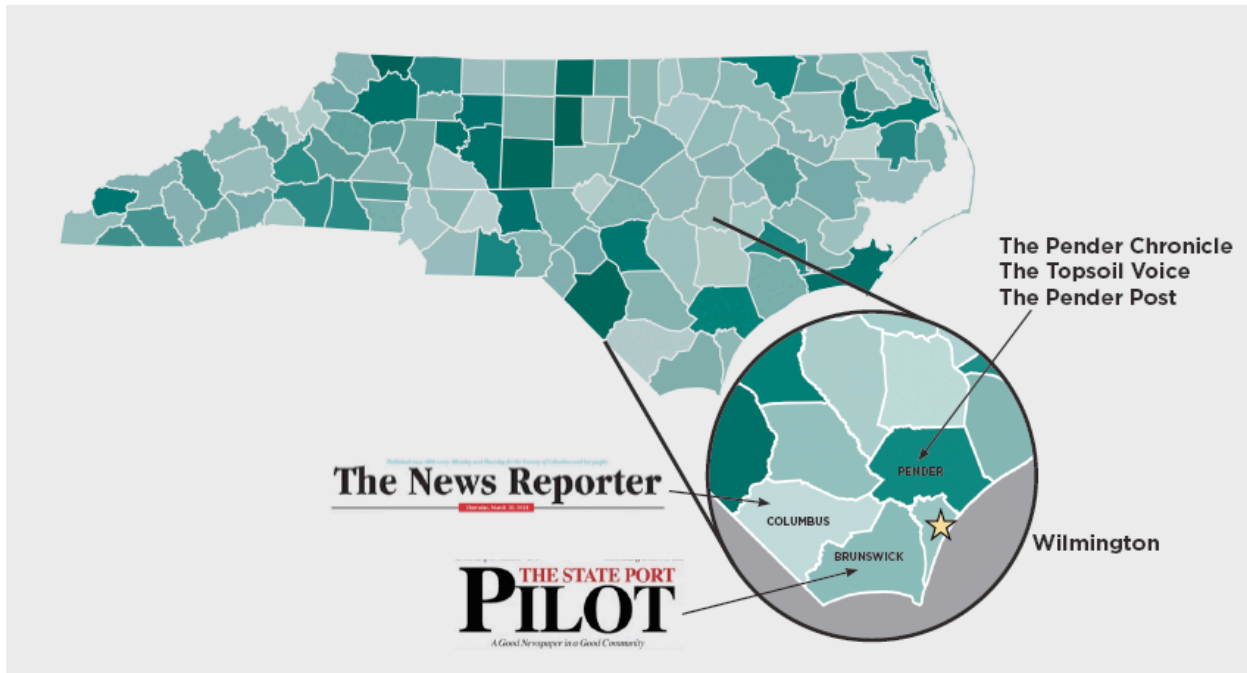 The Pender Chronicle
The Topsoil Voice
The Pender Post
PENDER
The News Reporter
COLUMBUS
Wilmington
BRUNSWICK
THE STATE PORT
PILOT
A Good Newspaper in a Good Community